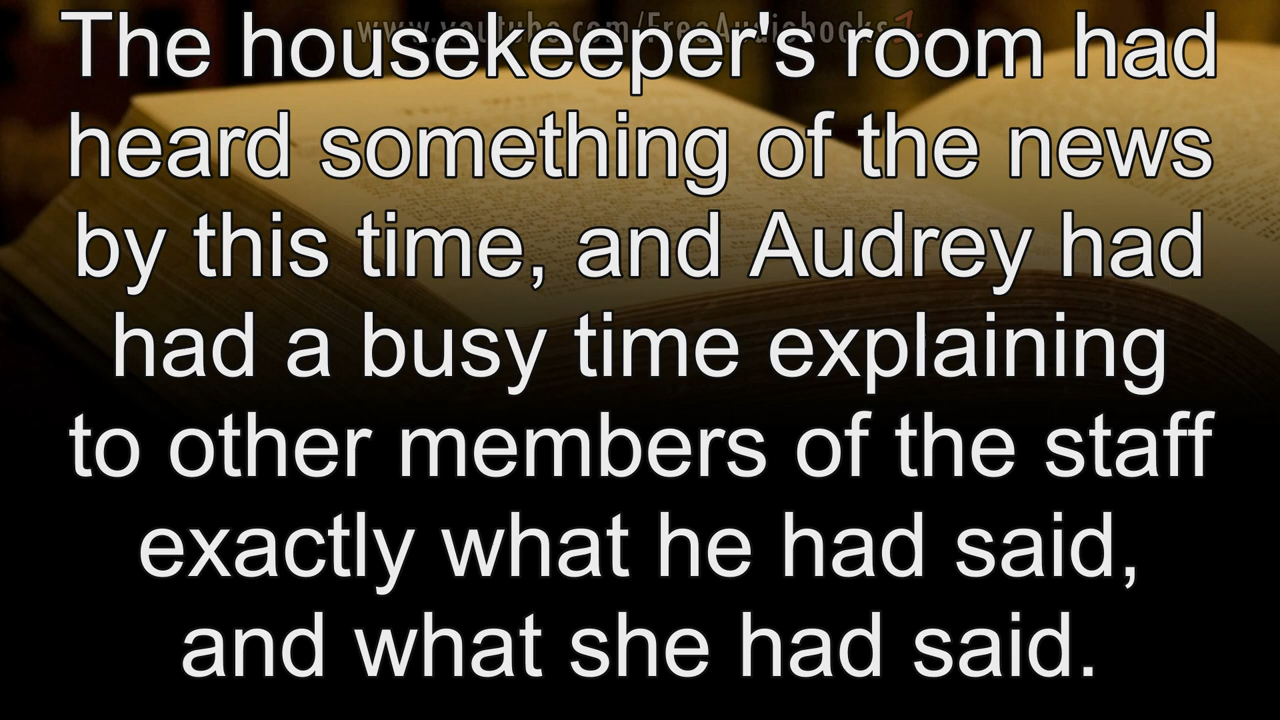 www.youtube.com/FreeAudiobooks
The housekeeper's room had
heard something of the news
by this time, and Audrey had
had a busy time explaining
to other members of the staff
exactly what he had said,
and what she had said.